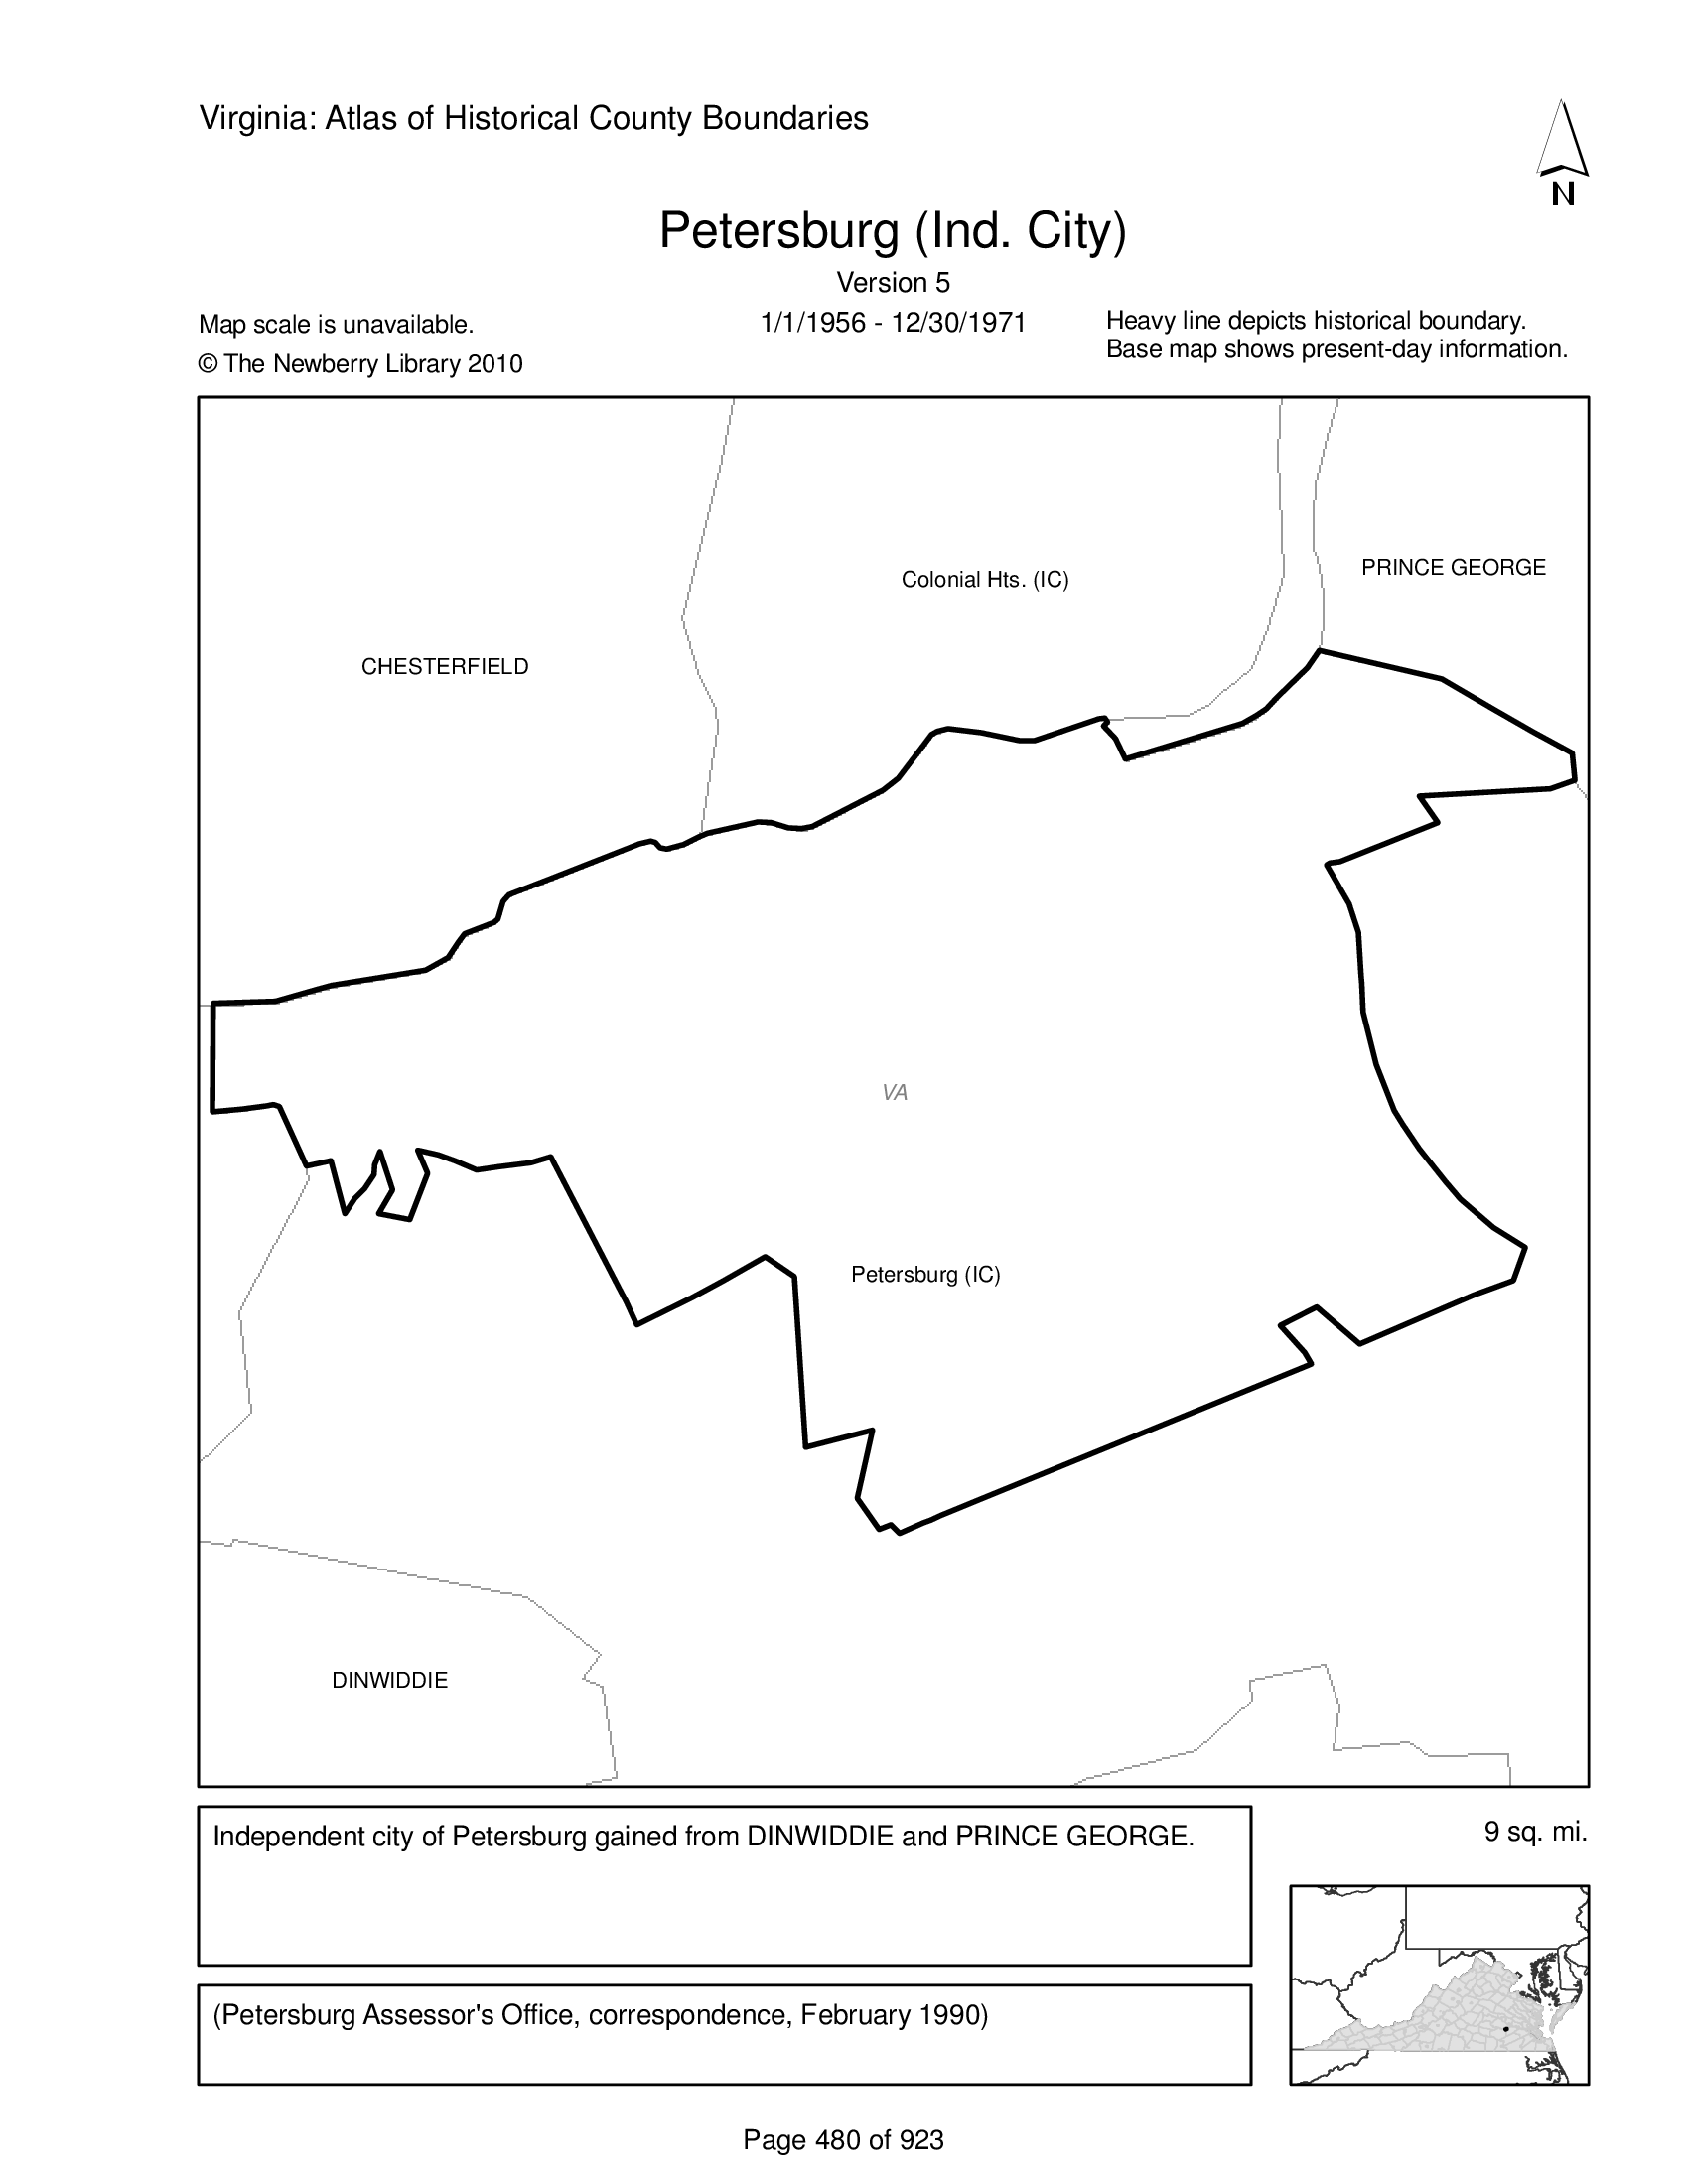 Virginia: Atlas of Historical County Boundaries
N
Petersburg (Ind. City)
Version 5
Map scale is unavailable.
1/1/1956 - 12/30/1971
Heavy line depicts historical boundary.
© The Newberry Library 2010
Base map shows present-day information.
PRINCE GEORGE
Colonial Hts. (IC)
CHESTERFIELD
VA
Petersburg (IC)
DINWIDDIE
Independent city of Petersburg gained from DINWIDDIE and PRINCE GEORGE.
9 sq. mi.
(Petersburg Assessor's Office, correspondence, February 1990)
Page 480 of 923